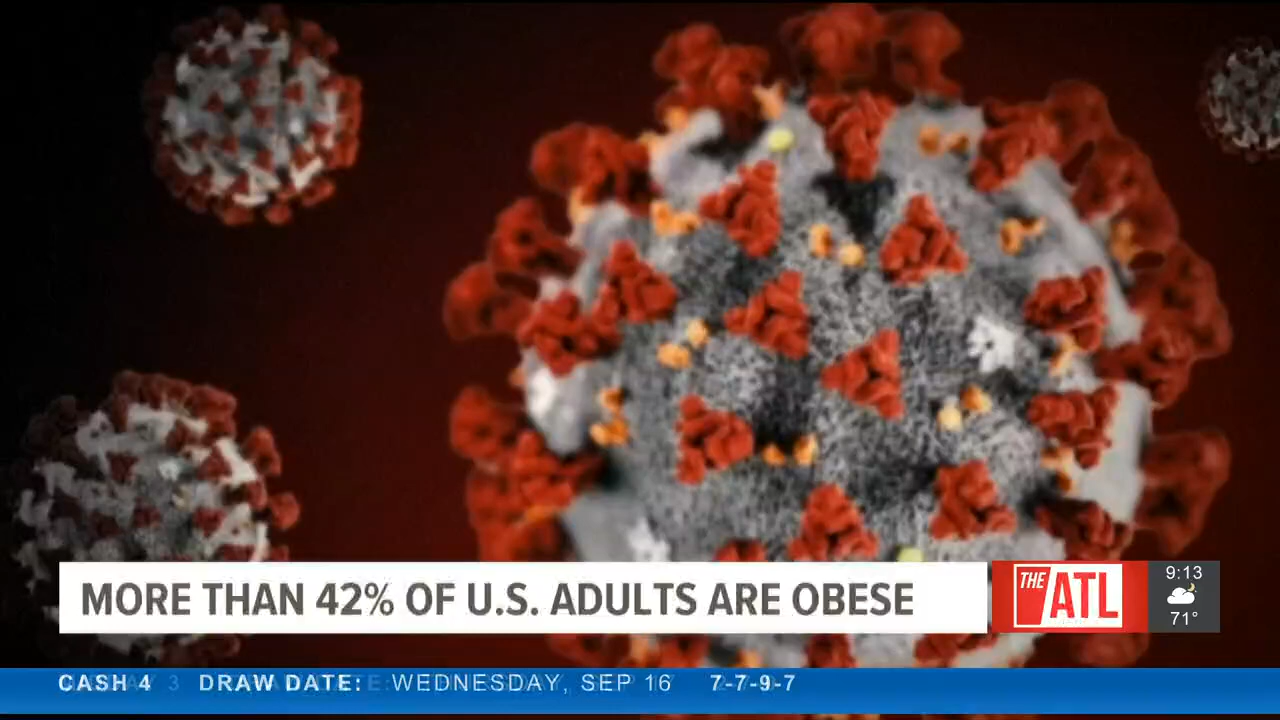 MORE THAN 42% OF U.S. ADULTS ARE OBESE
THE ATL
9:13
71°
CASH 4 DRAW DATE: WEDNESDAY, SEP 16 7-7-9-7